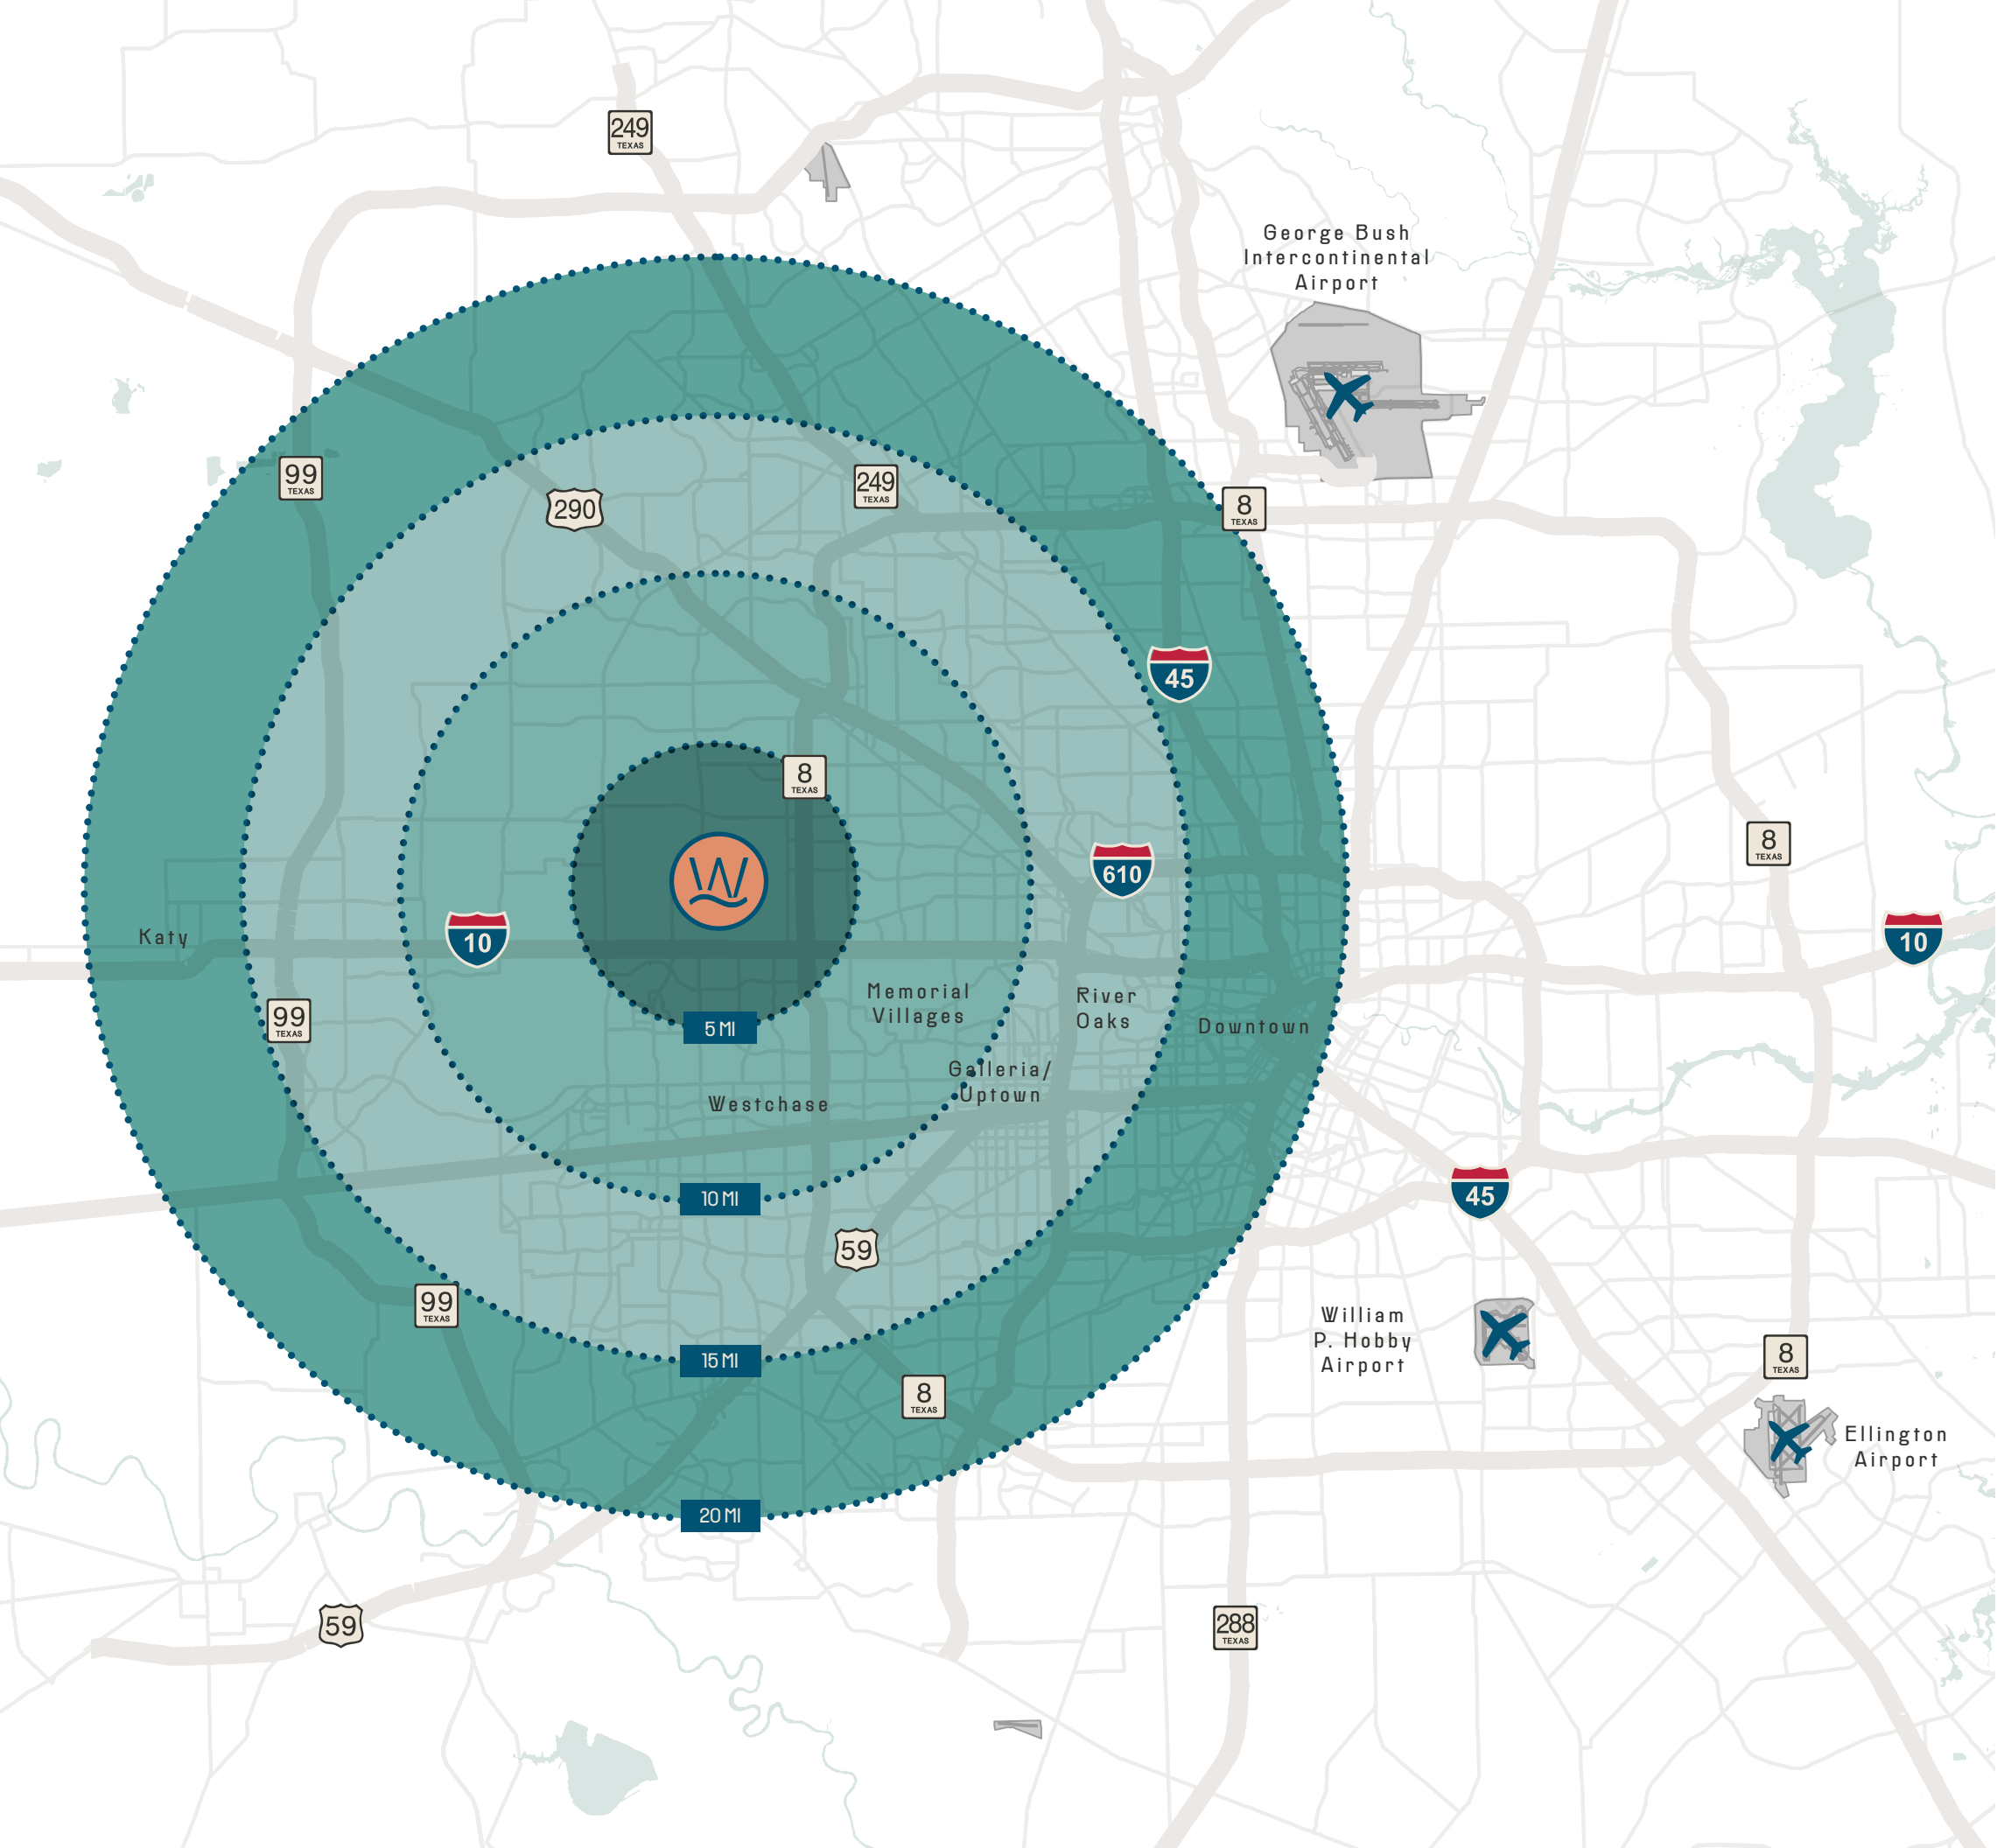 249
TEXAS
George Bush
Intercontinental
Airport
99
TEXAS
290
249
TEXAS
8
TEXAS
45
8
TEXAS
8
TEXAS
610
W
10
Katy
10
Memorial
Villages
River
Oaks
99
TEXAS
5 MI
Downtown
Galleria/
Uptown
Westchase
10 MI
45
59
99
TEXAS
William
P. Hobby
Airport
15 MI
8
TEXAS
8
TEXAS
Ellington
Airport
20 MI
59
288
TEXAS